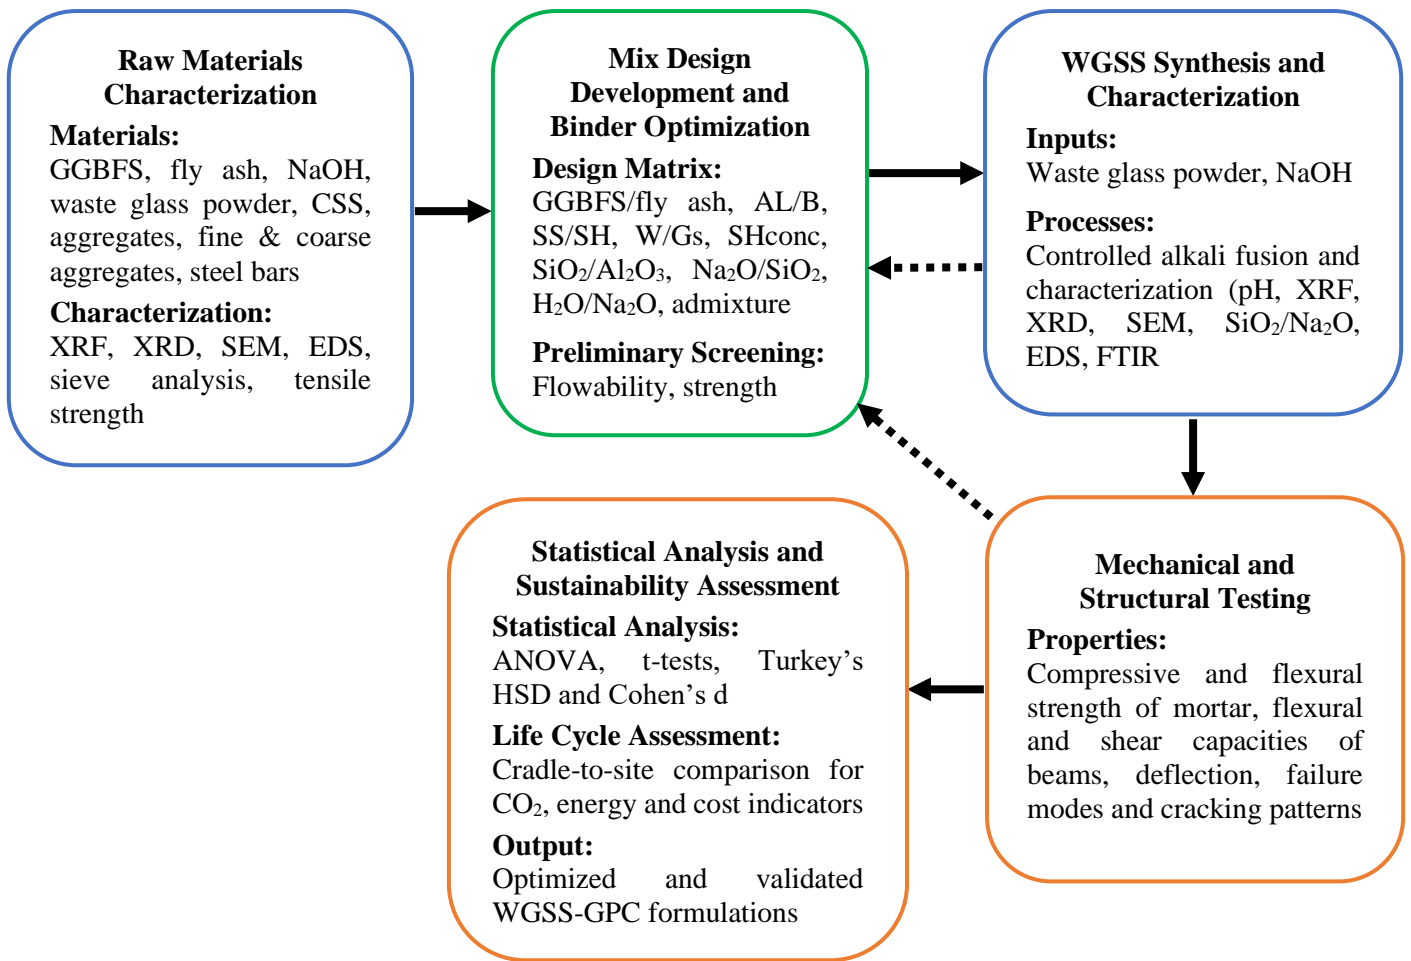 Raw Materials
Characterization
Materials:
GGBFS, fly ash, NaOH,
waste glass powder, CSS,
aggregates, fine & coarse
aggregates, steel bars
Characterization:
XRF, XRD, SEM, EDS,
sieve analysis, tensile
strength
Mix Design
Development and
Binder Optimization
Design Matrix:
GGBFS/fly ash, AL/B,
SS/SH, W/Gs, SHconc,
SiO₂/Al₂O₃, Na₂O/SiO₂,
H₂O/Na₂O, admixture
Preliminary Screening:
Flowability, strength
WGSS Synthesis and
Characterization
Inputs:
Waste glass powder, NaOH
Processes:
Controlled alkali fusion and
characterization (pH, XRF,
XRD, SEM, SiO₂/Na₂O,
EDS, FTIR
Mechanical and
Structural Testing
Properties:
Compressive and flexural
strength of mortar, flexural
and shear capacities of
beams, deflection, failure
modes and cracking patterns
Statistical Analysis and
Sustainability Assessment
Statistical Analysis:
ANOVA, t-tests, Turkey’s
HSD and Cohen’s d
Life Cycle Assessment:
Cradle-to-site comparison for
CO₂, energy and cost indicators
Output:
Optimized and validated
WGSS-GPC formulations